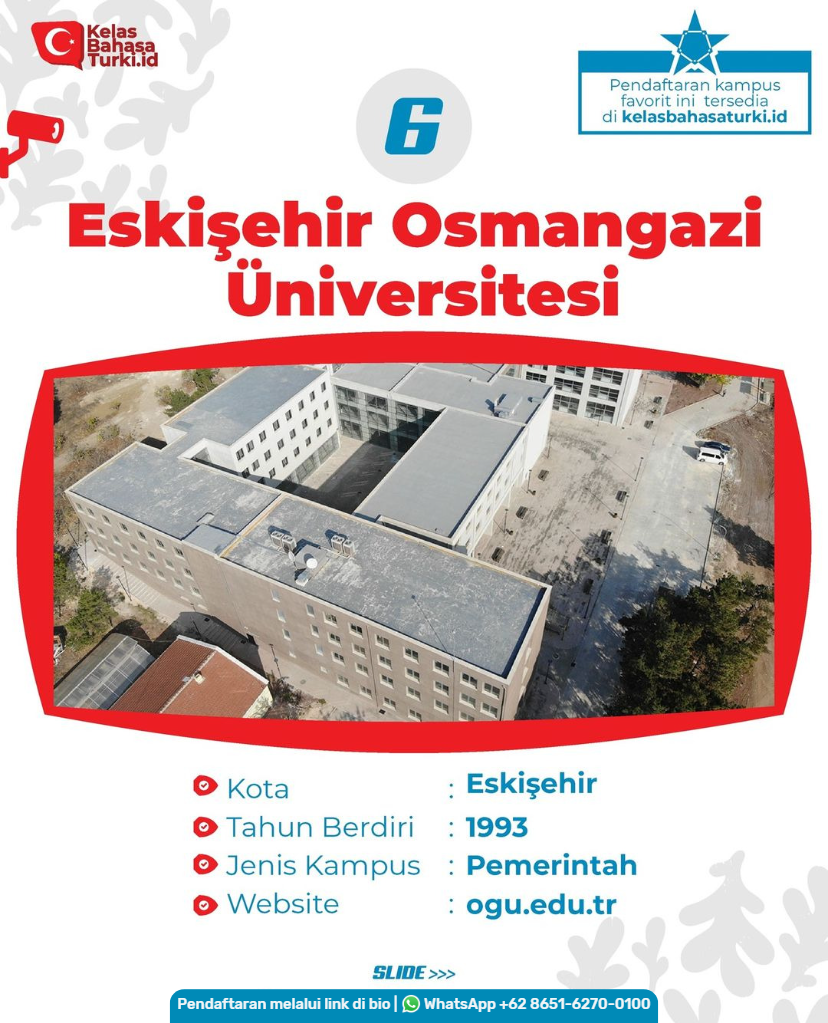 Kelas
Bahasa
Turki.id
Pendaftaran kampus
favorit ini tersedia
di kelasbahasaturki.id
6
Eskişehir Osmangazi
Üniversitesi
Kota : Eskişehir
Tahun Berdiri : 1993
Jenis Kampus : Pemerintah
Website : ogu.edu.tr
SLIDE >>>
Pendaftaran melalui link di bio | WhatsApp +62 8651-6270-0100